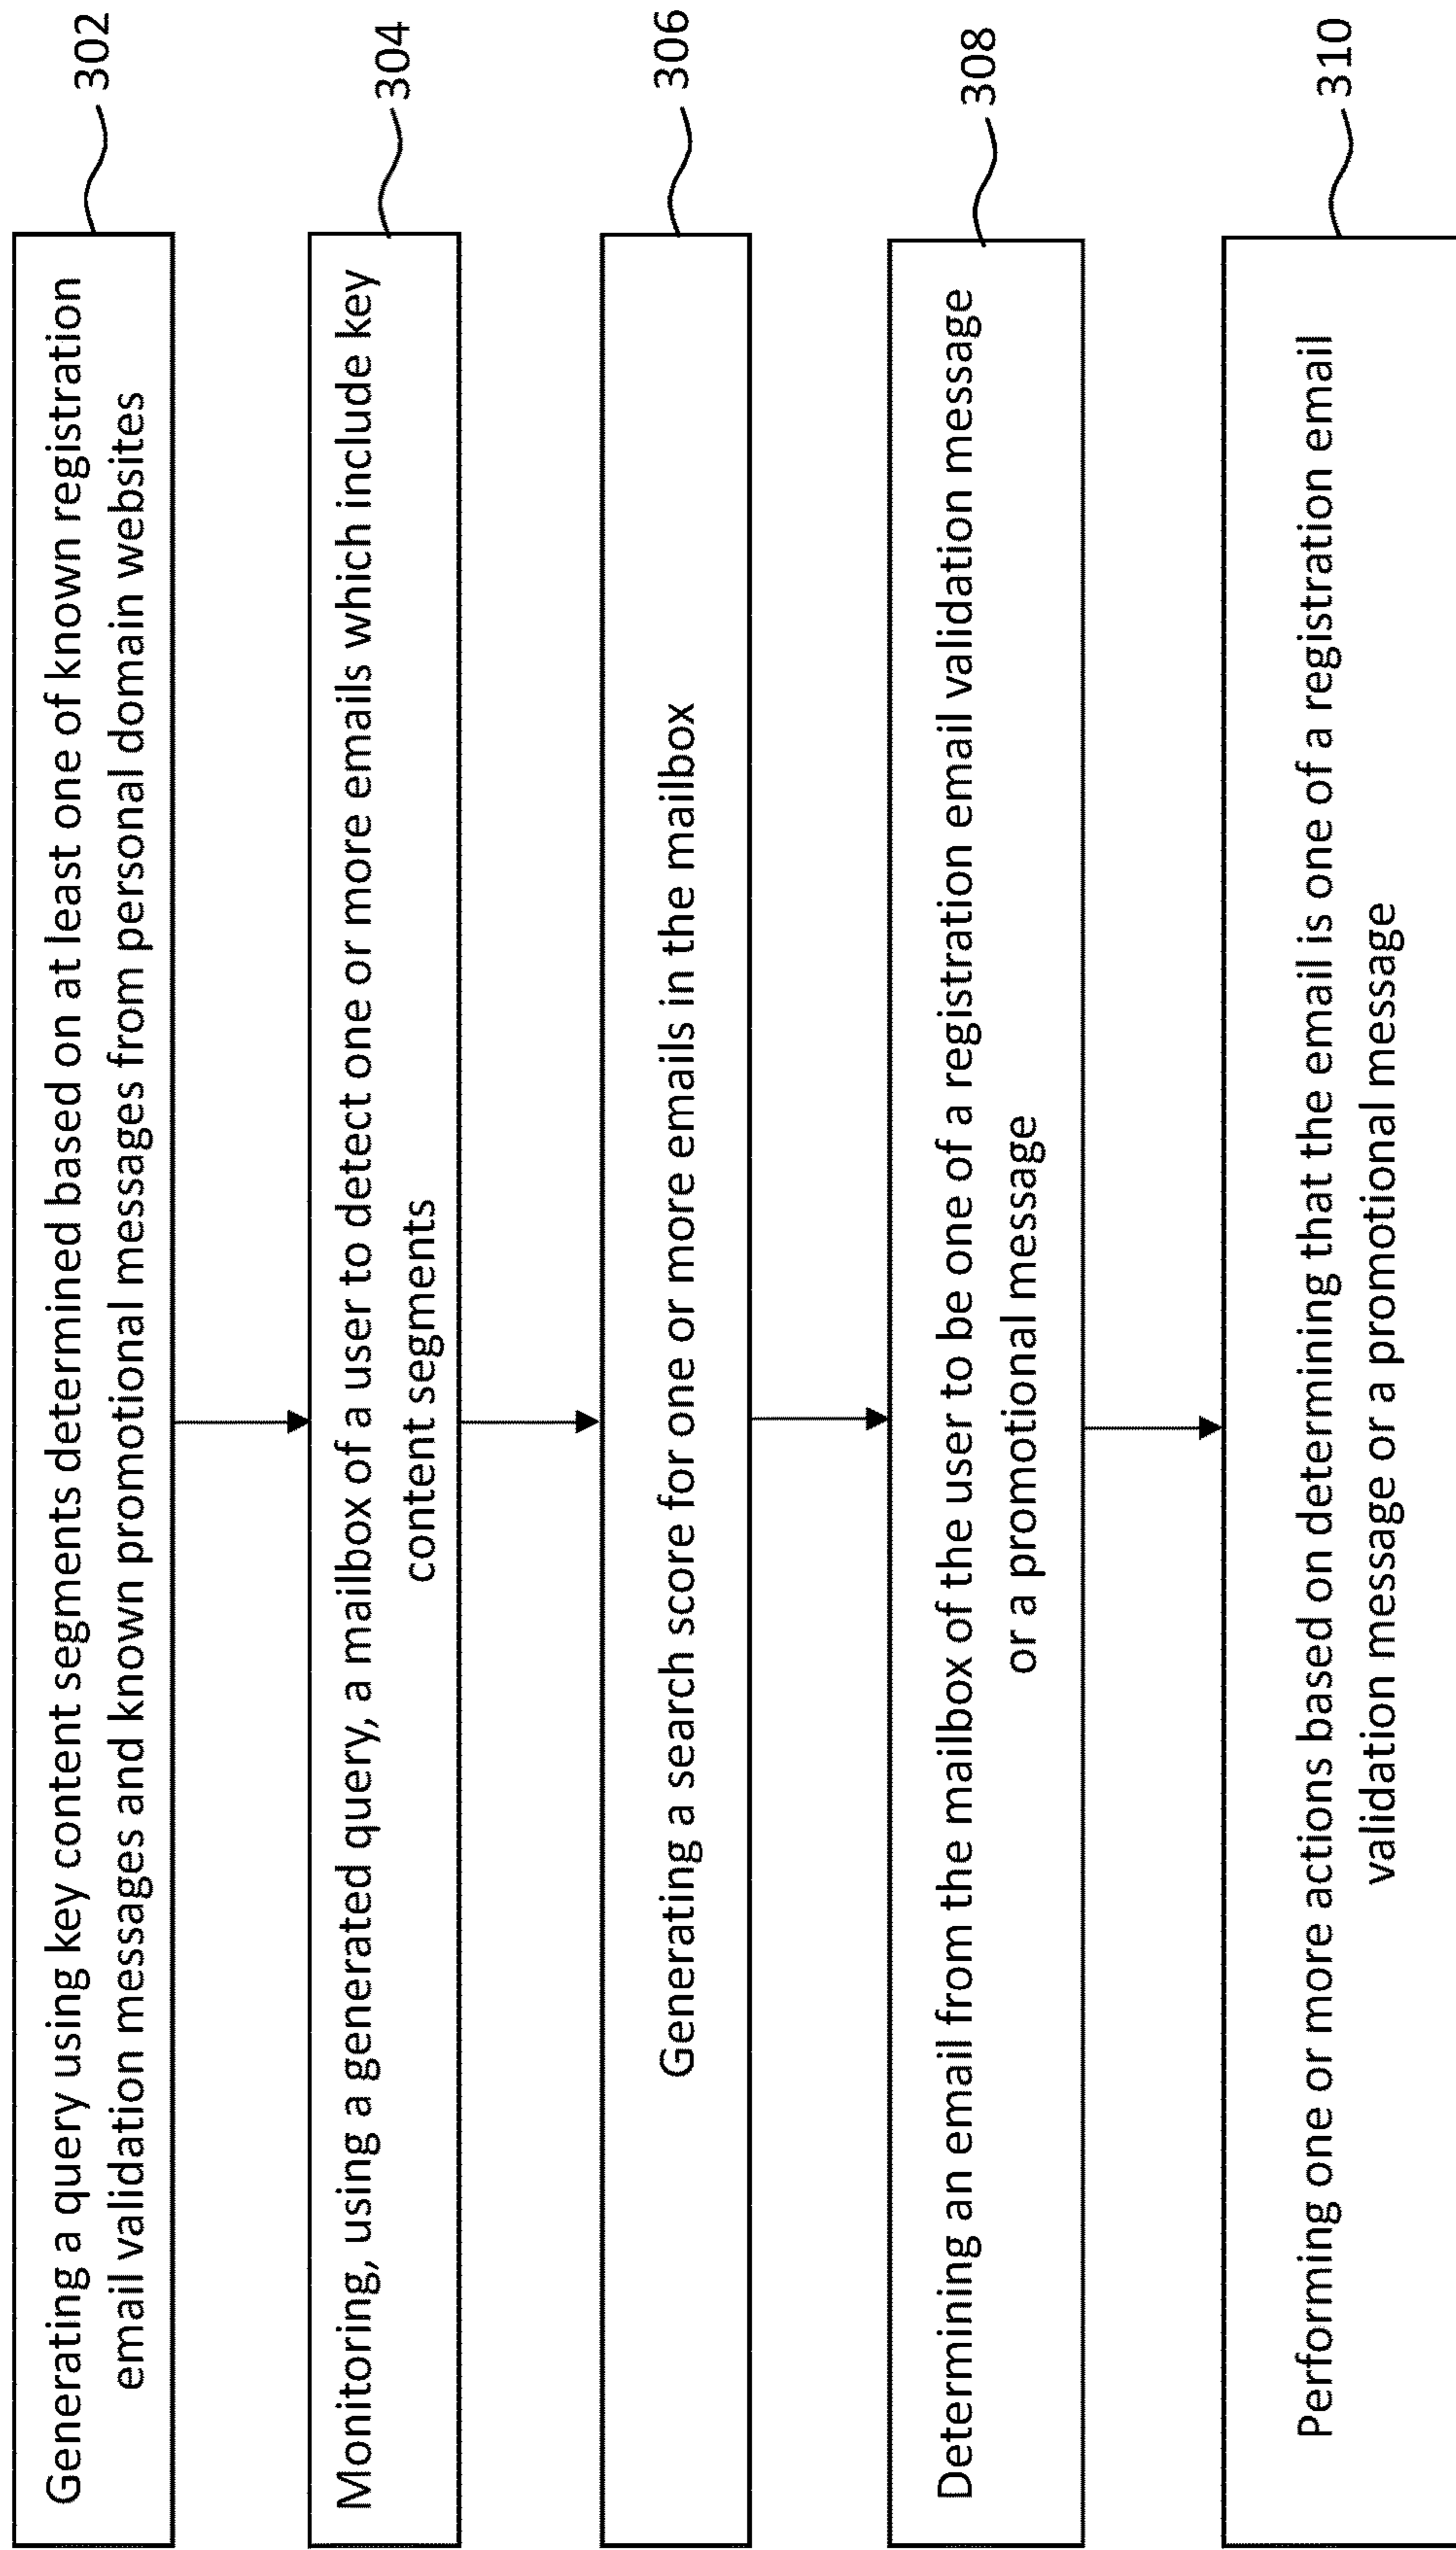 Generating a query using key content segments determined based on at least one of known registration
email validation messages and known promotional messages from personal domain websites
302
Monitoring, using a generated query, a mailbox of a user to detect one or more emails which include key
content segments
304
Generating a search score for one or more emails in the mailbox
306
Determining an email from the mailbox of the user to be one of a registration email validation message
or a promotional message
308
Performing one or more actions based on determining that the email is one of a registration email
validation message or a promotional message
310